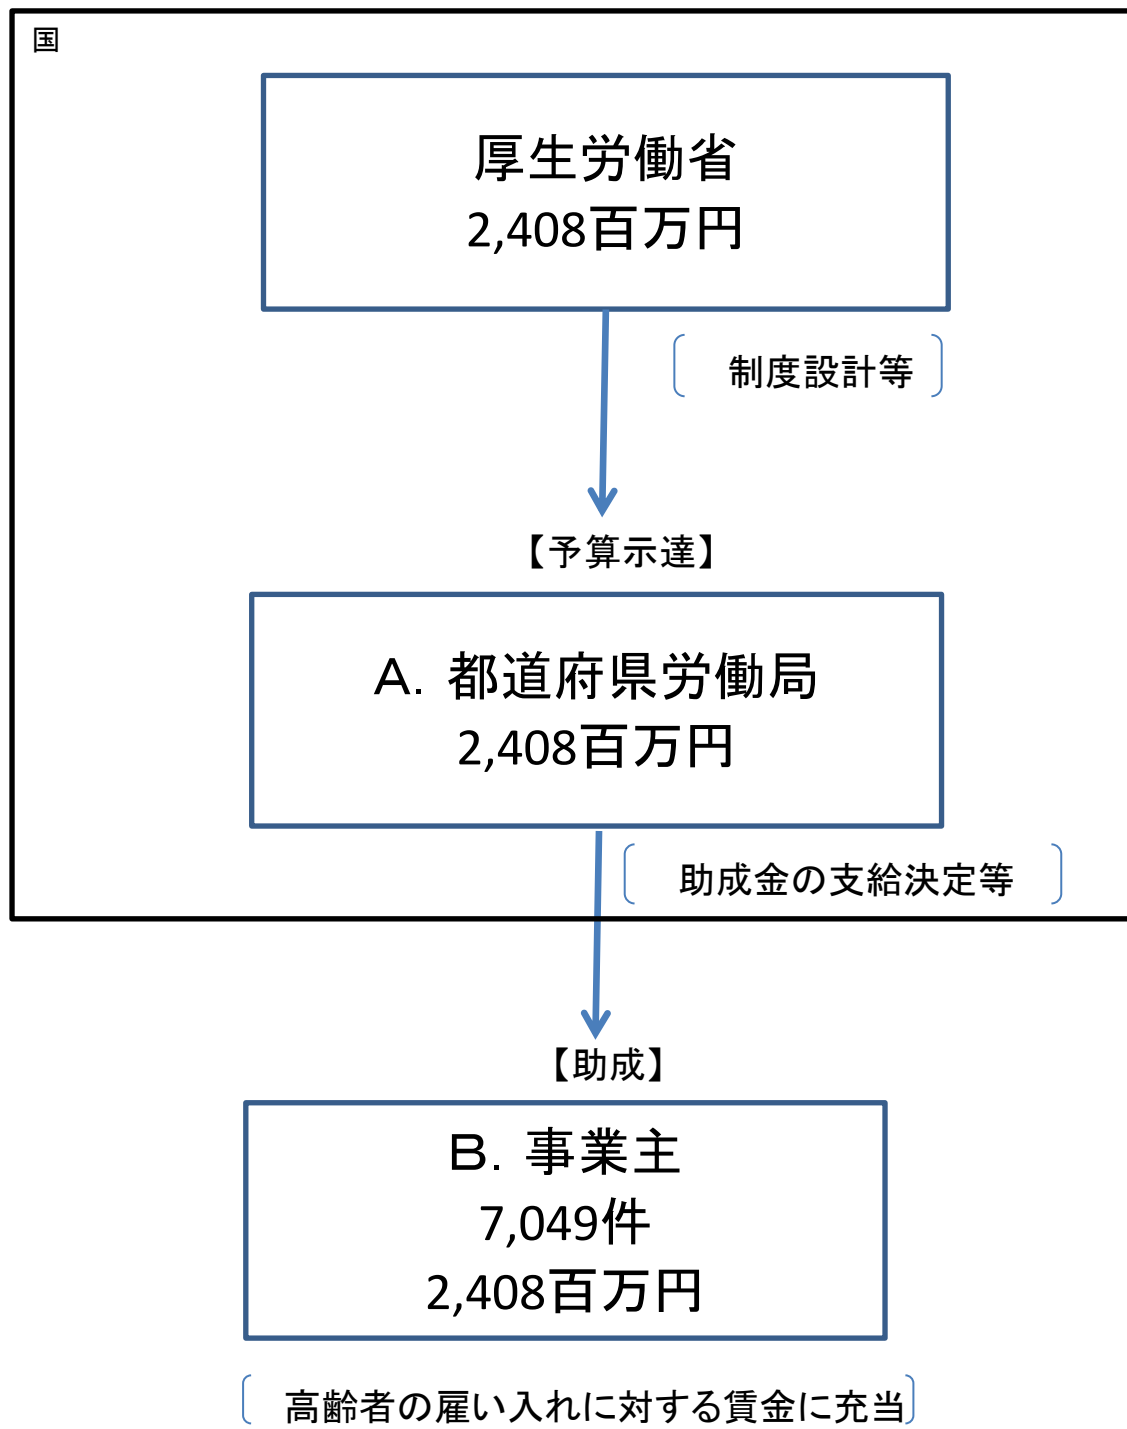 国
厚生労働省
2,408百万円
制度設計等
【予算示達】
A. 都道府県労働局
2,408百万円
助成金の支給決定等
【助成】
B. 事業主
7,049件
2,408百万円
高齢者の雇い入れに対する賃金に充当